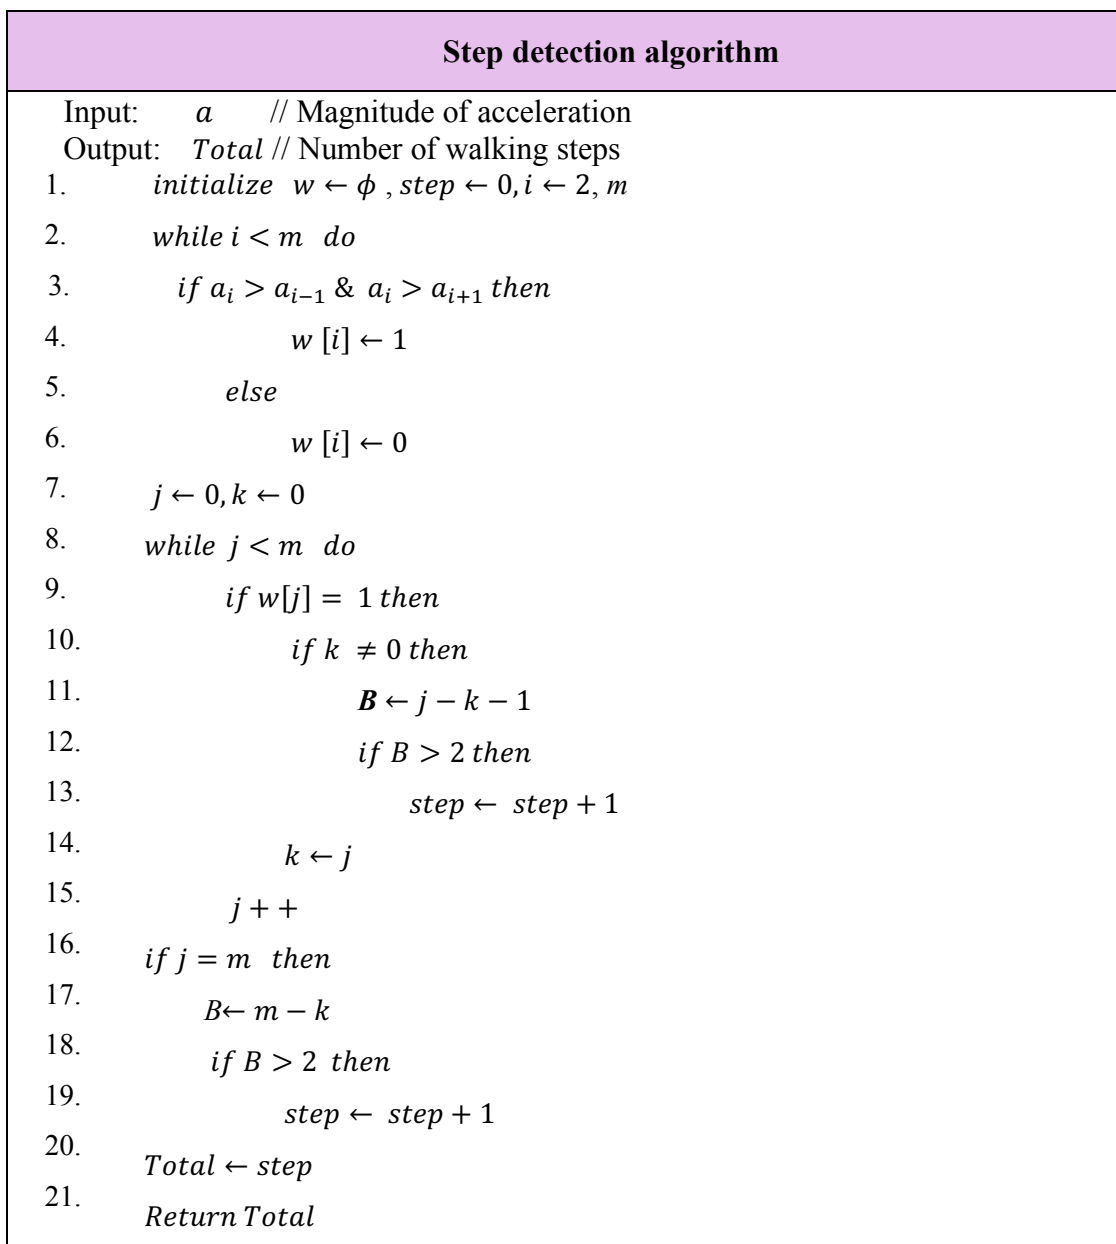 Step detection algorithm
Input: a // Magnitude of acceleration
Output: Total // Number of walking steps
1. initialize w ← ϕ , step ← 0, i ← 2, m
2. while i < m do
3. if aᵢ > aᵢ₋₁ & aᵢ > aᵢ₊₁ then
4. w [i] ← 1
5. else
6. w [i] ← 0
7. j ← 0, k ← 0
8. while j < m do
9. if w[j] = 1 then
10. if k ≠ 0 then
11. B ← j − k − 1
12. if B > 2 then
13. step ← step + 1
14. k ← j
15. j + +
16. if j = m then
17. B← m − k
18. if B > 2 then
19. step ← step + 1
20. Total ← step
21. Return Total